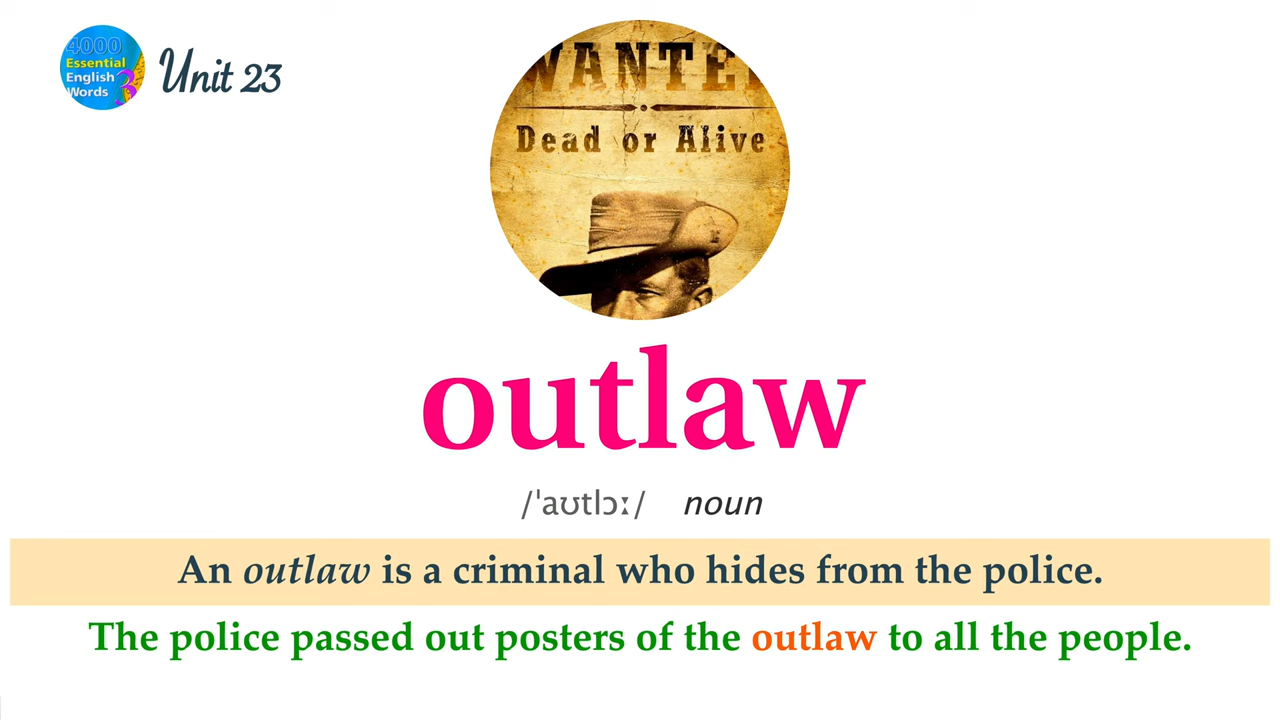 4000
Essential
English
Words 3
Unit 23
WANTE
Dead or Alive
outlaw
/ˈaʊtlɔː/ noun
An outlaw is a criminal who hides from the police.
The police passed out posters of the outlaw to all the people.